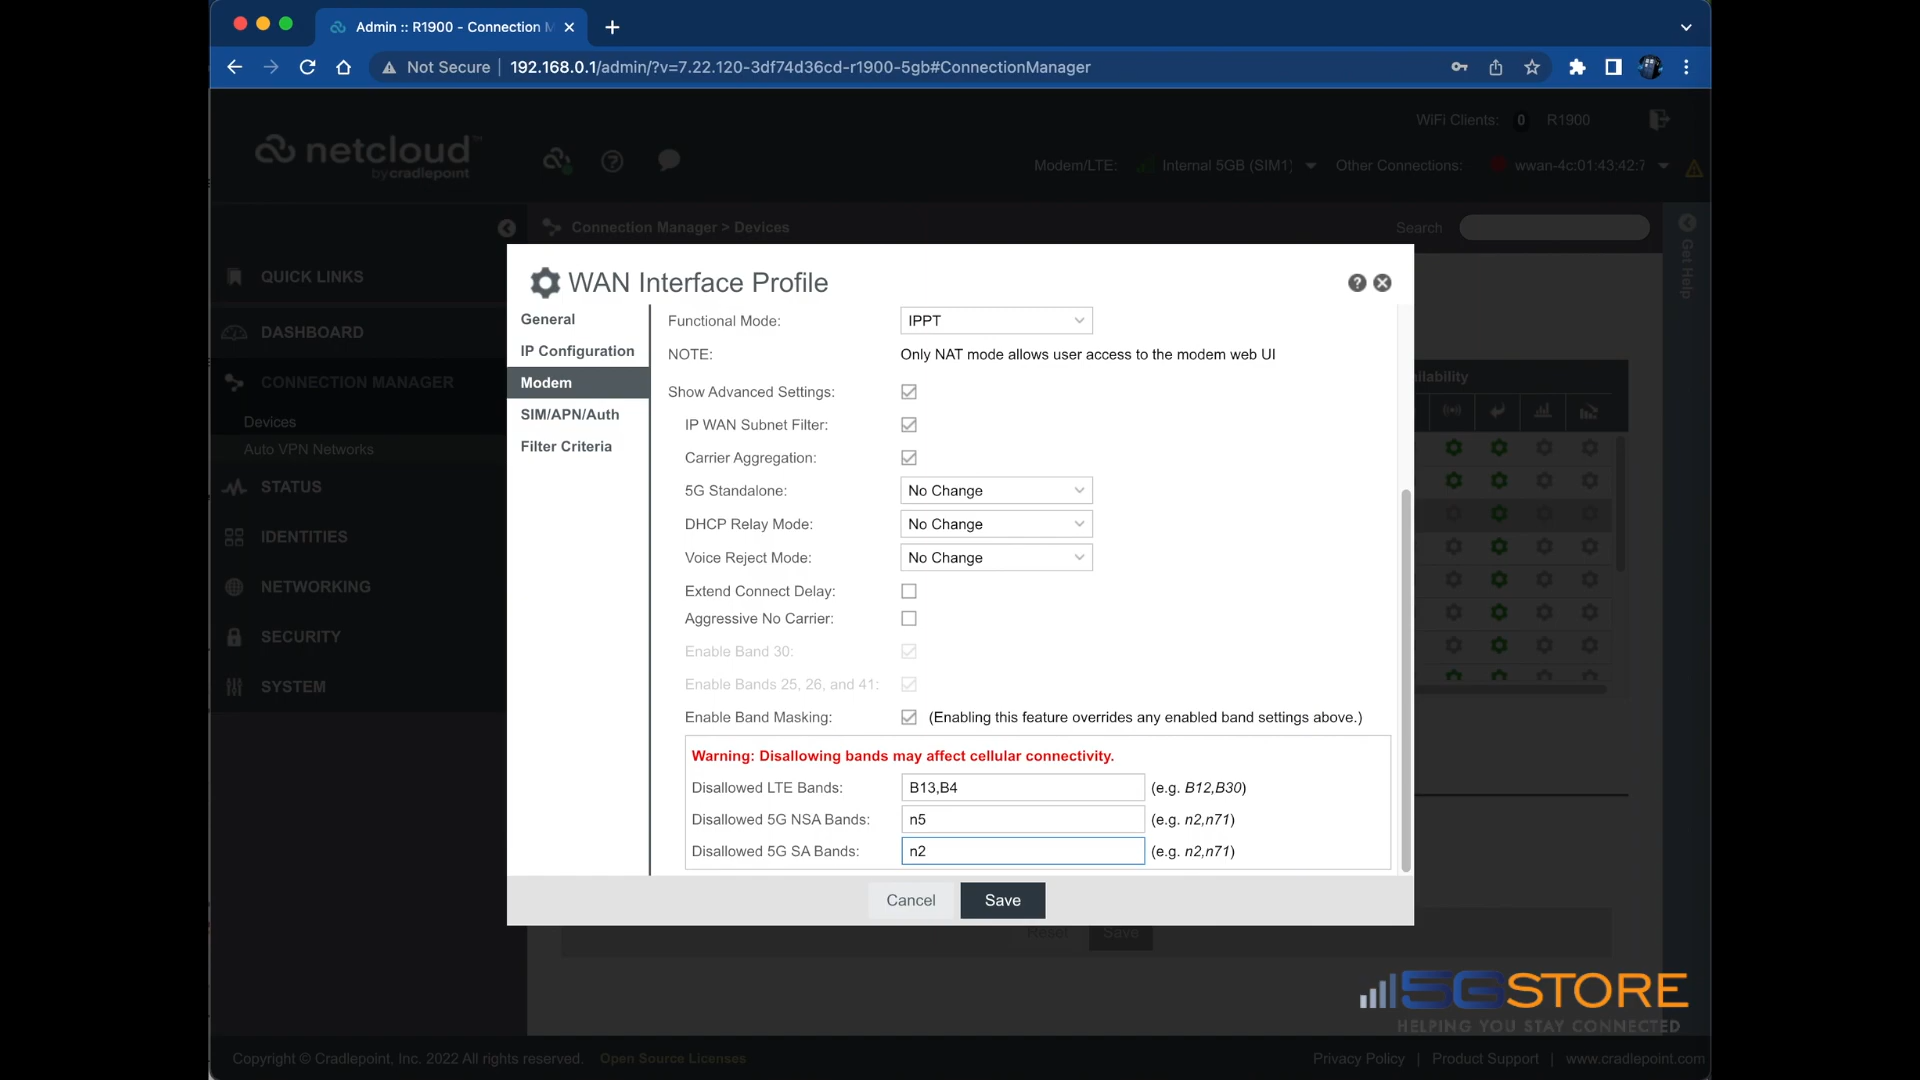 Admin :: R1900 - Connection M
Not Secure 192.168.0.1/admin/?v=7.22.120-3df74d36cd-r1900-5gb#ConnectionManager
WiFi Clients: 0 R1900
netcloud™
by cradlepoint
Modem/LTE: Internal 5GB (SIM1) Other Connections: wwan-4c:01:43:42:7
Connection Manager > Devices
Search
Get Help
QUICK LINKS
DASHBOARD
CONNECTION MANAGER
Devices
Auto VPN Networks
STATUS
IDENTITIES
NETWORKING
SECURITY
SYSTEM
ilability
WAN Interface Profile
General
IP Configuration
Modem
SIM/APN/Auth
Filter Criteria
Functional Mode: IPPT
NOTE: Only NAT mode allows user access to the modem web UI
Show Advanced Settings:
IP WAN Subnet Filter:
Carrier Aggregation:
5G Standalone: No Change
DHCP Relay Mode: No Change
Voice Reject Mode: No Change
Extend Connect Delay:
Aggressive No Carrier:
Enable Band 30:
Enable Bands 25, 26, and 41:
Enable Band Masking: (Enabling this feature overrides any enabled band settings above.)
Warning: Disallowing bands may affect cellular connectivity.
Disallowed LTE Bands: B13,B4 (e.g. B12,B30)
Disallowed 5G NSA Bands: n5 (e.g. n2,n71)
Disallowed 5G SA Bands: n2 (e.g. n2,n71)
Cancel Save
Reset Save
5GSTORE
HELPING YOU STAY CONNECTED
Copyright © Cradlepoint, Inc. 2022 All rights reserved. Open Source Licenses
Privacy Policy | Product Support | www.cradlepoint.com